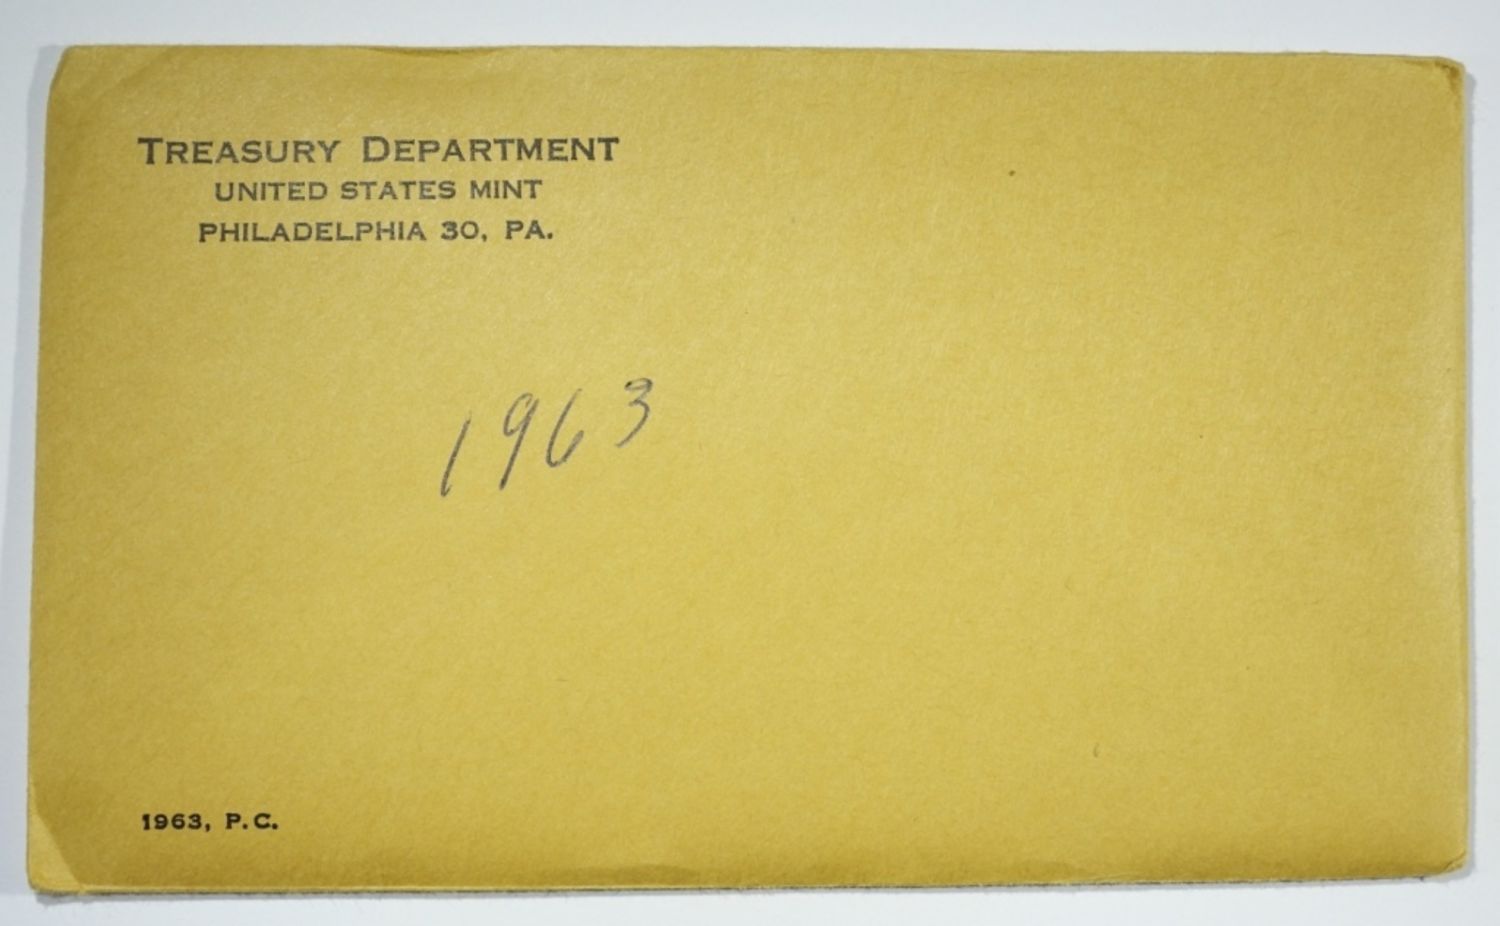 TREASURY DEPARTMENT
UNITED STATES MINT
PHILADELPHIA 30, PA.
1963
1963, P.C.